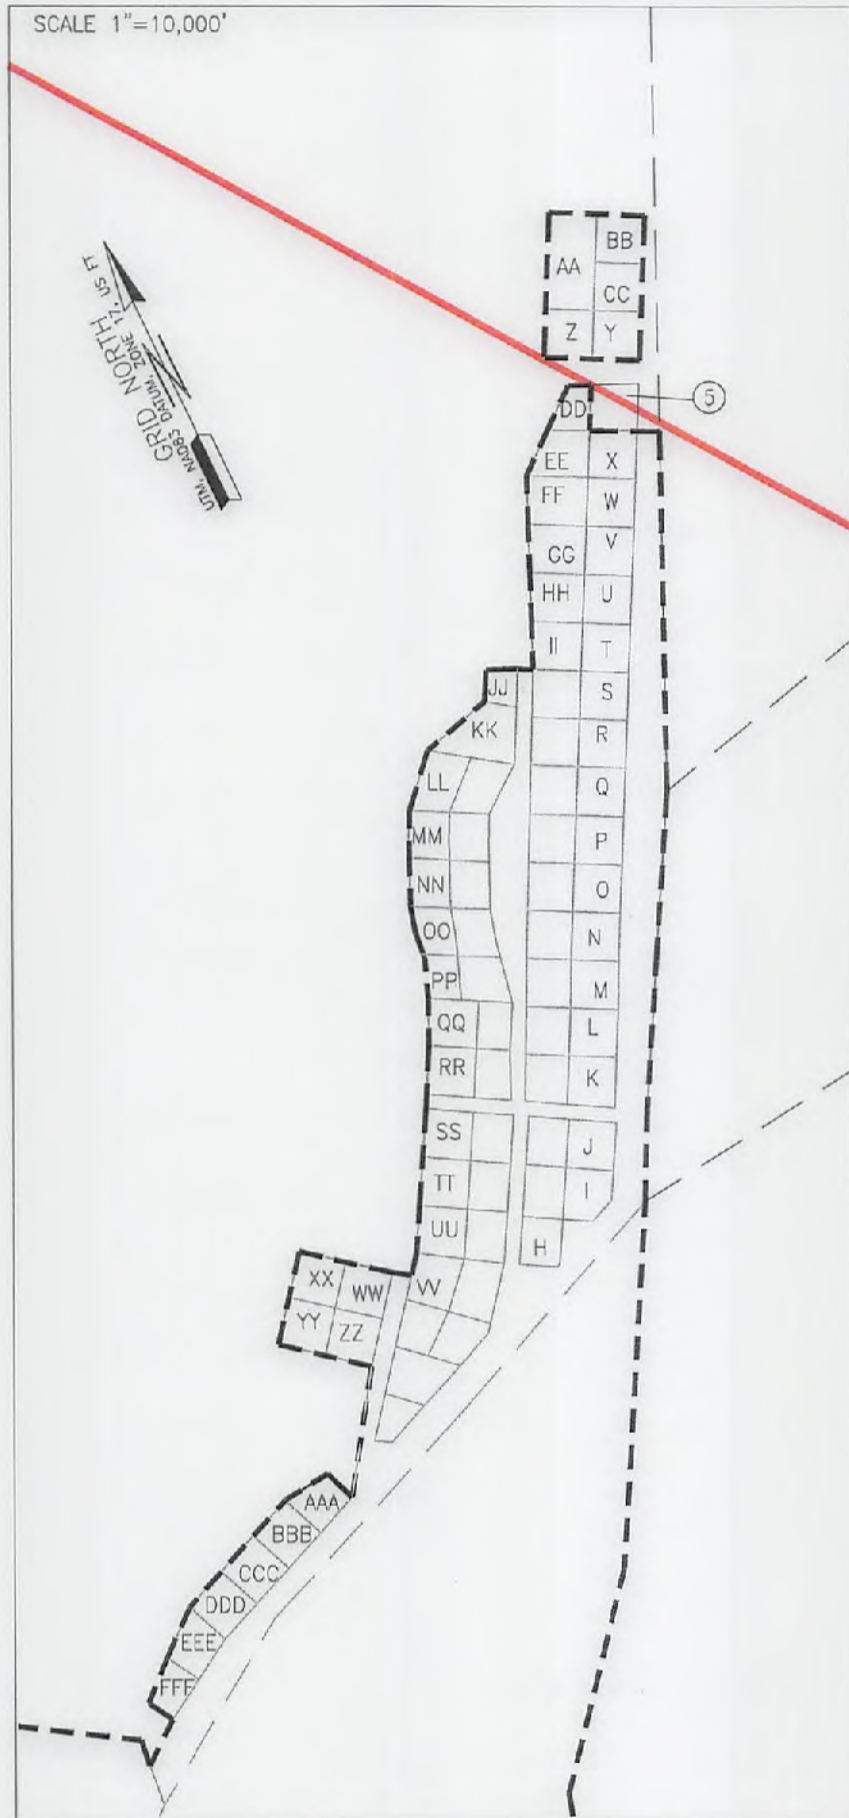 SCALE 1"=10,000'
GRID NORTH
UTM, NAD83 DATUM, ZONE 17, US FT
BB
AA
CC
Z Y
5
DD
EE X
FF W
GG V
HH U
II T
JJ S
KK R
LL Q
MM P
NN O
OO N
PP M
QQ L
RR K
SS J
TT I
UU H
XX WW VV
YY ZZ
AAA
BBB
CCC
DDD
EEE
FFF